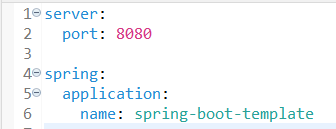 1 server:
2   port: 8080
3
4 spring:
5   application:
6     name: spring-boot-template